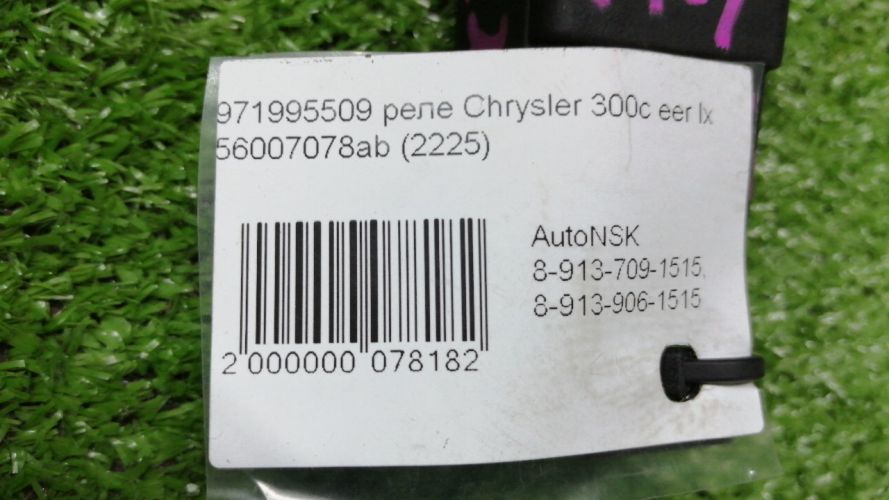 971995509 реле Chrysler 300c eer lx
56007078ab (2225)
AutoNSK
8-913-709-1515,
8-913-906-1515
2 000000 078182